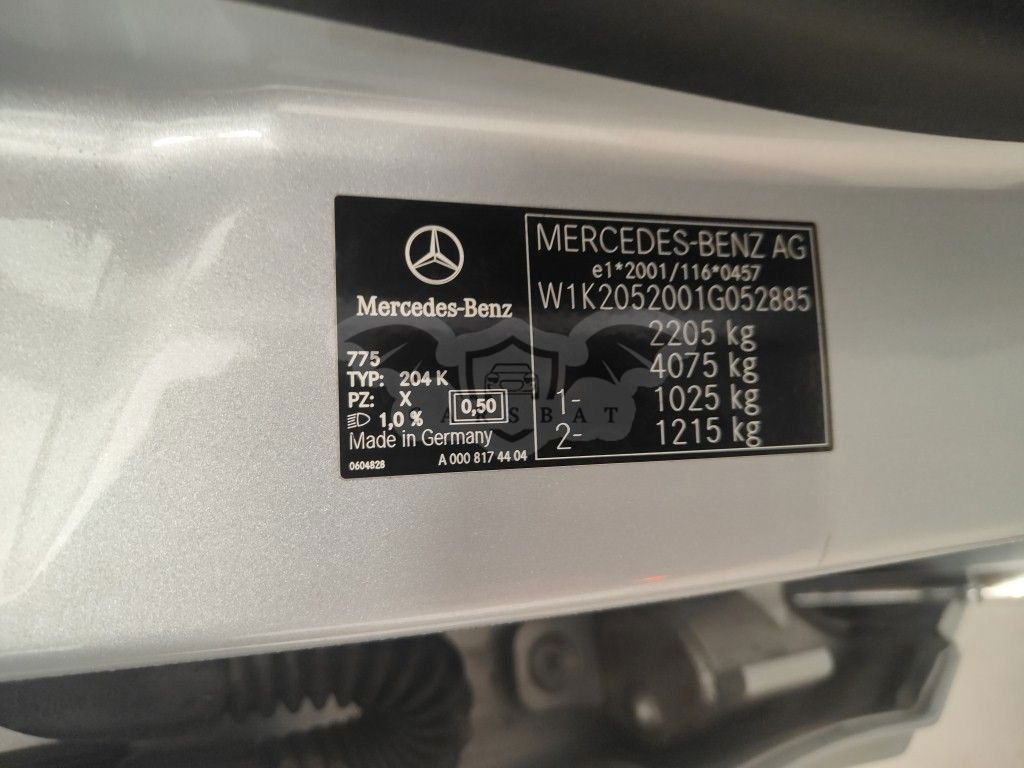 Mercedes-Benz
775
TYP: 204 K
PZ: X
1,0 %
0,50
Made in Germany
0604828 A 000 817 44 04
MERCEDES-BENZ AG
e1*2001/116*0457
W1K2052001G052885
2205 kg
4075 kg
1- 1025 kg
2- 1215 kg